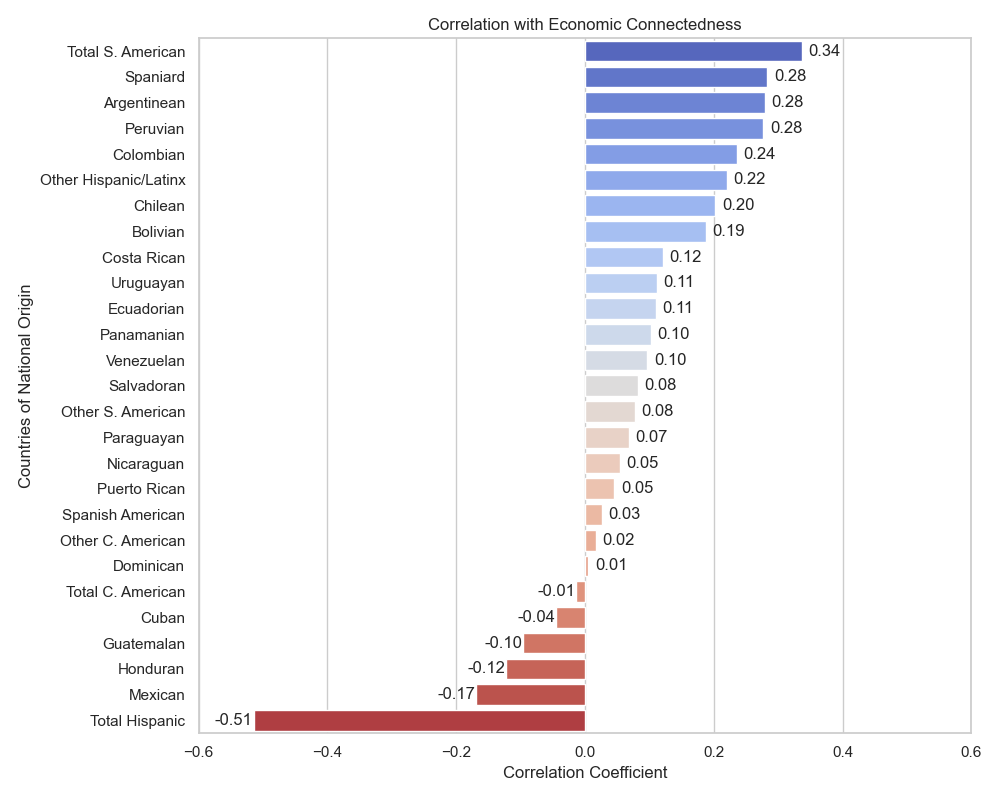 Correlation with Economic Connectedness
Total S. American 0.34
Spaniard 0.28
Argentinean 0.28
Peruvian 0.28
Colombian 0.24
Other Hispanic/Latinx 0.22
Chilean 0.20
Bolivian 0.19
Costa Rican 0.12
Uruguayan 0.11
Ecuadorian 0.11
Panamanian 0.10
Venezuelan 0.10
Salvadoran 0.08
Other S. American 0.08
Paraguayan 0.07
Nicaraguan 0.05
Puerto Rican 0.05
Spanish American 0.03
Other C. American 0.02
Dominican 0.01
Total C. American -0.01
Cuban -0.04
Guatemalan -0.10
Honduran -0.12
Mexican -0.17
Total Hispanic -0.51
−0.6 −0.4 −0.2 0.0 0.2 0.4 0.6
Correlation Coefficient
Countries of National Origin